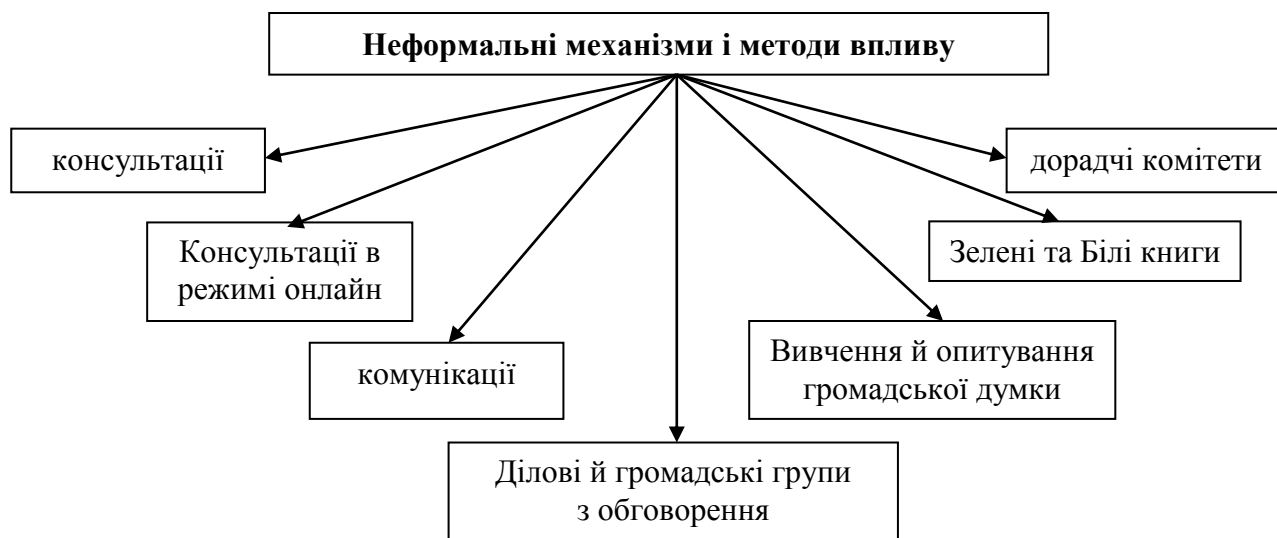 Неформальні механізми і методи впливу
консультації
дорадчі комітети
Консультації в
режимі онлайн
Зелені та Білі книги
комунікації
Вивчення й опитування
громадської думки
Ділові й громадські групи
з обговорення